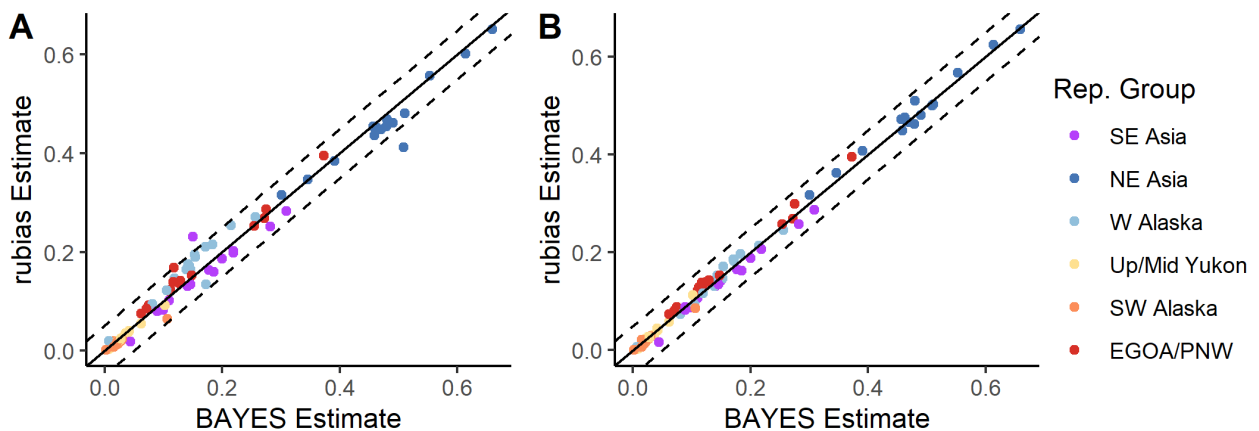 A
rubias Estimate
0.6
0.4
0.2
0.0
0.0 0.2 0.4 0.6
BAYES Estimate
B
rubias Estimate
0.6
0.4
0.2
0.0
0.0 0.2 0.4 0.6
BAYES Estimate
Rep. Group
SE Asia
NE Asia
W Alaska
Up/Mid Yukon
SW Alaska
EGOA/PNW